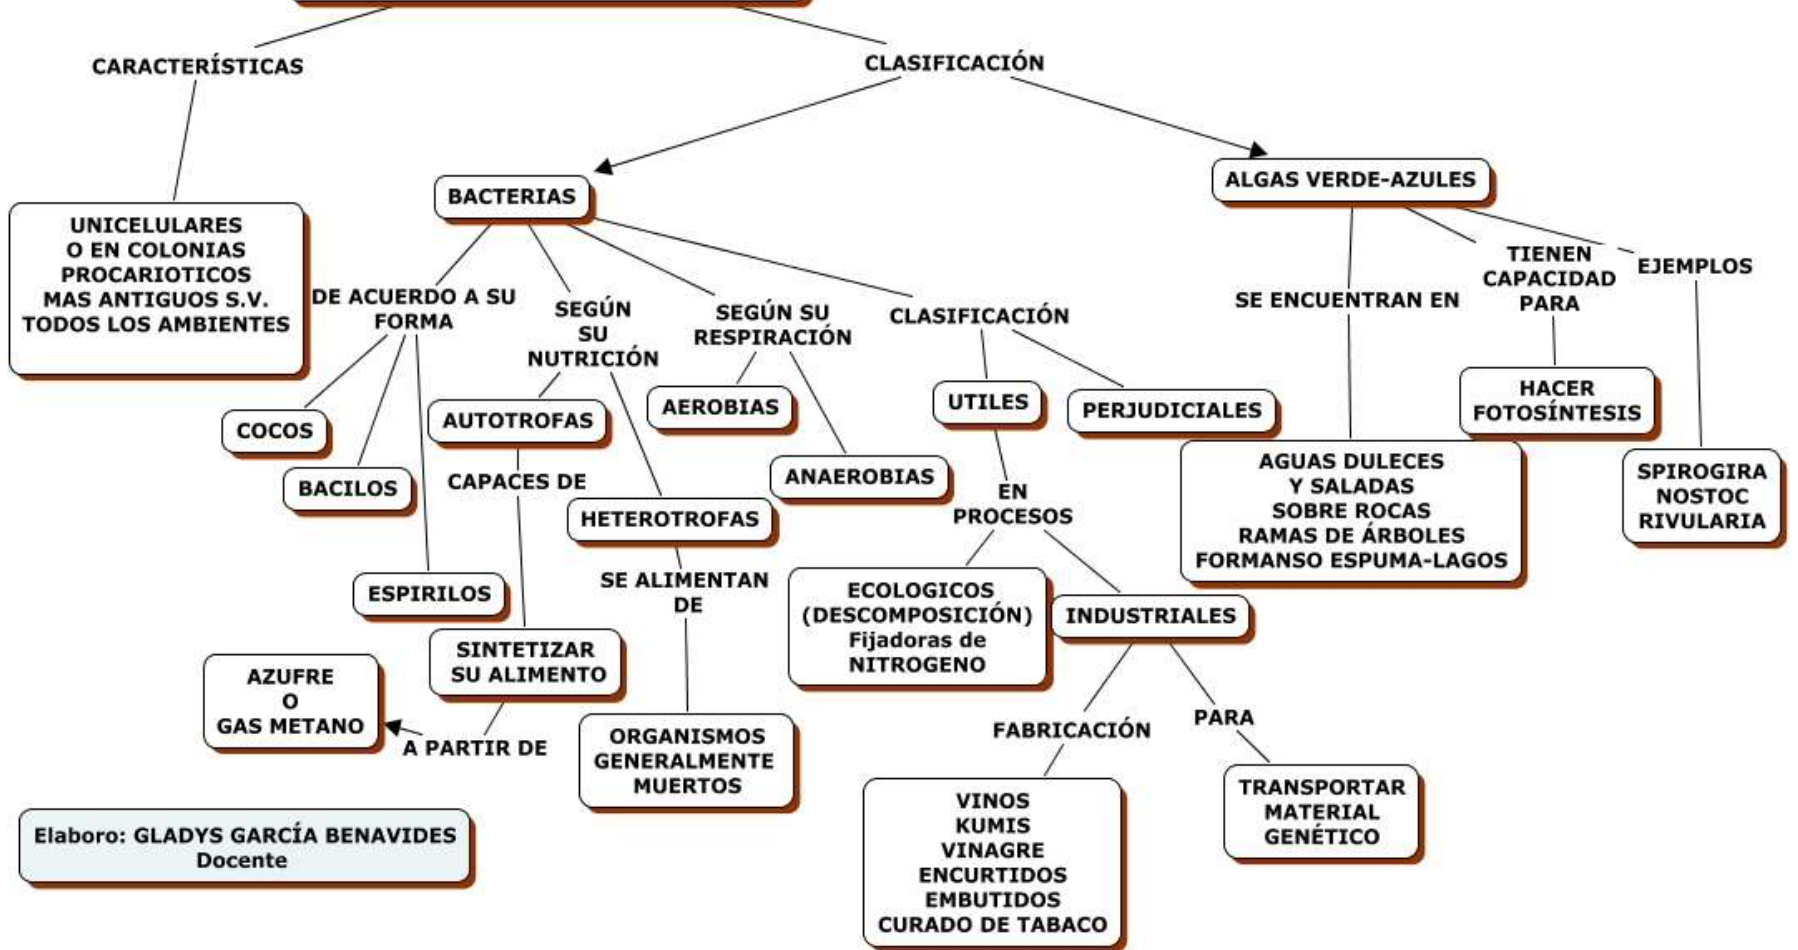 CARACTERÍSTICAS
CLASIFICACIÓN
UNICELULARES
O EN COLONIAS
PROCARIOTICOS
MAS ANTIGUOS S.V.
TODOS LOS AMBIENTES
BACTERIAS
ALGAS VERDE-AZULES
DE ACUERDO A SU
FORMA
COCOS
BACILOS
ESPIRILOS
SEGÚN
SU
NUTRICIÓN
AUTOTROFAS
CAPACES DE
SINTETIZAR
SU ALIMENTO
A PARTIR DE
AZUFRE
O
GAS METANO
HETEROTROFAS
SE ALIMENTAN
DE
ORGANISMOS
GENERALMENTE
MUERTOS
SEGÚN SU
RESPIRACIÓN
AEROBIAS
ANAEROBIAS
CLASIFICACIÓN
UTILES
PERJUDICIALES
EN
PROCESOS
ECOLOGICOS
(DESCOMPOSICIÓN)
Fijadoras de
NITROGENO
INDUSTRIALES
FABRICACIÓN
VINOS
KUMIS
VINAGRE
ENCURTIDOS
EMBUTIDOS
CURADO DE TABACO
PARA
TRANSPORTAR
MATERIAL
GENÉTICO
SE ENCUENTRAN EN
AGUAS DULECES
Y SALADAS
SOBRE ROCAS
RAMAS DE ÁRBOLES
FORMANSO ESPUMA-LAGOS
TIENEN
CAPACIDAD
PARA
HACER
FOTOSÍNTESIS
EJEMPLOS
SPIROGIRA
NOSTOC
RIVULARIA
Elaboro: GLADYS GARCÍA BENAVIDES
Docente